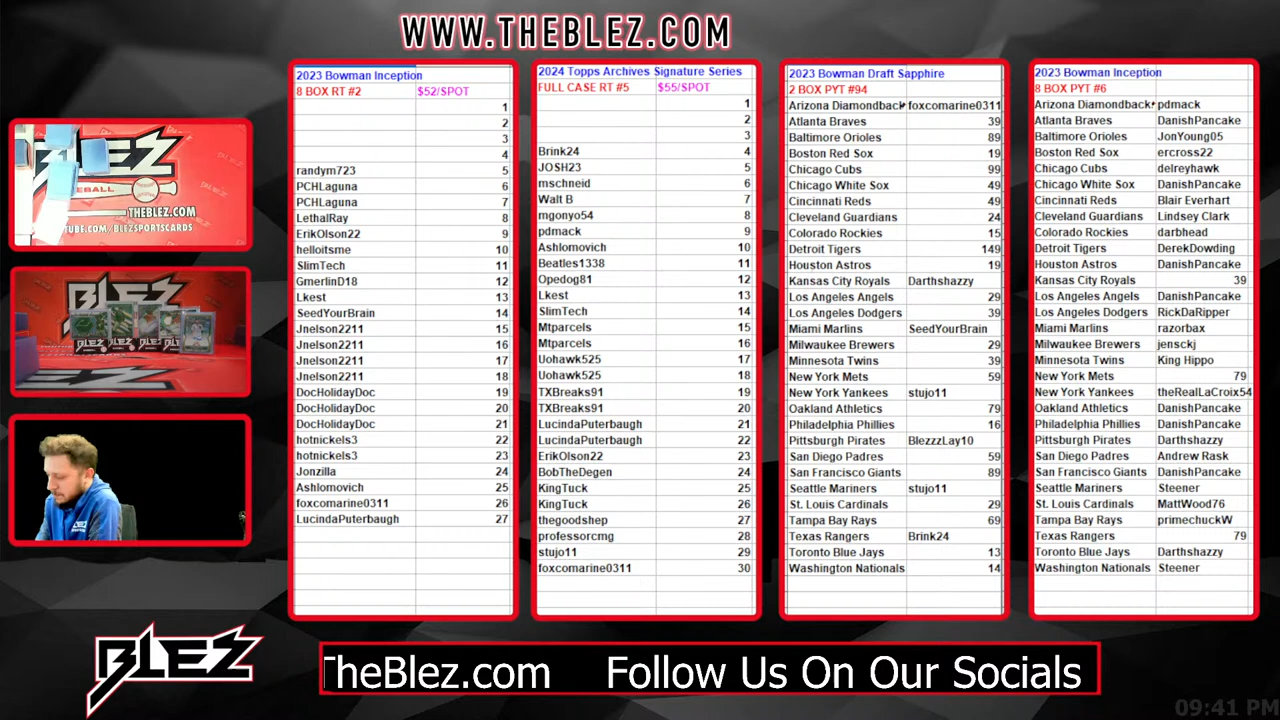 WWW.THEBLEZ.COM
BLEZ
BASEBALL
THEBLEZ.COM
TUBE.COM/BLEZSPORTSCARDS
BLEZ
2023 Bowman Inception
8 BOX RT #2 $52/SPOT
1
2
3
4
randym723 5
PCHLaguna 6
PCHLaguna 7
LethalRay 8
ErikOlson22 9
helloitsme 10
SlimTech 11
GmerlinD18 12
Lkest 13
SeedYourBrain 14
Jnelson2211 15
Jnelson2211 16
Jnelson2211 17
Jnelson2211 18
DocHolidayDoc 19
DocHolidayDoc 20
DocHolidayDoc 21
hotnickels3 22
hotnickels3 23
Jonzilla 24
Ashlomovich 25
foxcomarine0311 26
LucindaPuterbaugh 27
2024 Topps Archives Signature Series
FULL CASE RT #5 $55/SPOT
1
2
3
Brink24 4
JOSH23 5
mschneid 6
Walt B 7
mgonyo54 8
pdmack 9
Ashlomovich 10
Beatles1338 11
Opedog81 12
Lkest 13
SlimTech 14
Mtparcels 15
Mtparcels 16
Uohawk525 17
Uohawk525 18
TXBreaks91 19
TXBreaks91 20
LucindaPuterbaugh 21
LucindaPuterbaugh 22
ErikOlson22 23
BobTheDegen 24
KingTuck 25
KingTuck 26
thegoodshep 27
professorcmg 28
stujo11 29
foxcomarine0311 30
2023 Bowman Draft Sapphire
2 BOX PYT #94
Arizona Diamondback foxcomarine0311
Atlanta Braves 39
Baltimore Orioles 89
Boston Red Sox 19
Chicago Cubs 99
Chicago White Sox 49
Cincinnati Reds 49
Cleveland Guardians 24
Colorado Rockies 15
Detroit Tigers 149
Houston Astros 19
Kansas City Royals Darthshazzy
Los Angeles Angels 29
Los Angeles Dodgers 39
Miami Marlins SeedYourBrain
Milwaukee Brewers 29
Minnesota Twins 39
New York Mets 59
New York Yankees stujo11
Oakland Athletics 79
Philadelphia Phillies 16
Pittsburgh Pirates BlezzzLay10
San Diego Padres 59
San Francisco Giants 89
Seattle Mariners stujo11
St. Louis Cardinals 29
Tampa Bay Rays 69
Texas Rangers Brink24
Toronto Blue Jays 13
Washington Nationals 14
2023 Bowman Inception
8 BOX PYT #6
Arizona Diamondback pdmack
Atlanta Braves DanishPancake
Baltimore Orioles JonYoung05
Boston Red Sox ercross22
Chicago Cubs delreyhawk
Chicago White Sox DanishPancake
Cincinnati Reds Blair Everhart
Cleveland Guardians Lindsey Clark
Colorado Rockies darbhead
Detroit Tigers DerekDowding
Houston Astros DanishPancake
Kansas City Royals 39
Los Angeles Angels DanishPancake
Los Angeles Dodgers RickDaRipper
Miami Marlins razorbax
Milwaukee Brewers jensckj
Minnesota Twins King Hippo
New York Mets 79
New York Yankees theRealLaCroix54
Oakland Athletics DanishPancake
Philadelphia Phillies DanishPancake
Pittsburgh Pirates Darthshazzy
San Diego Padres Andrew Rask
San Francisco Giants DanishPancake
Seattle Mariners Steener
St. Louis Cardinals MattWood76
Tampa Bay Rays primechuckW
Texas Rangers 79
Toronto Blue Jays Darthshazzy
Washington Nationals Steener
BLEZ
TheBlez.com Follow Us On Our Socials
09:41 PM